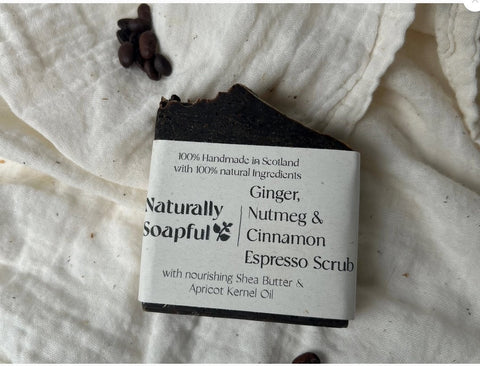 100% Handmade in Scotland
with 100% natural Ingredients
Naturally
Soapful
Ginger,
Nutmeg &
Cinnamon
Espresso Scrub
with nourishing Shea Butter &
Apricot Kernel Oil